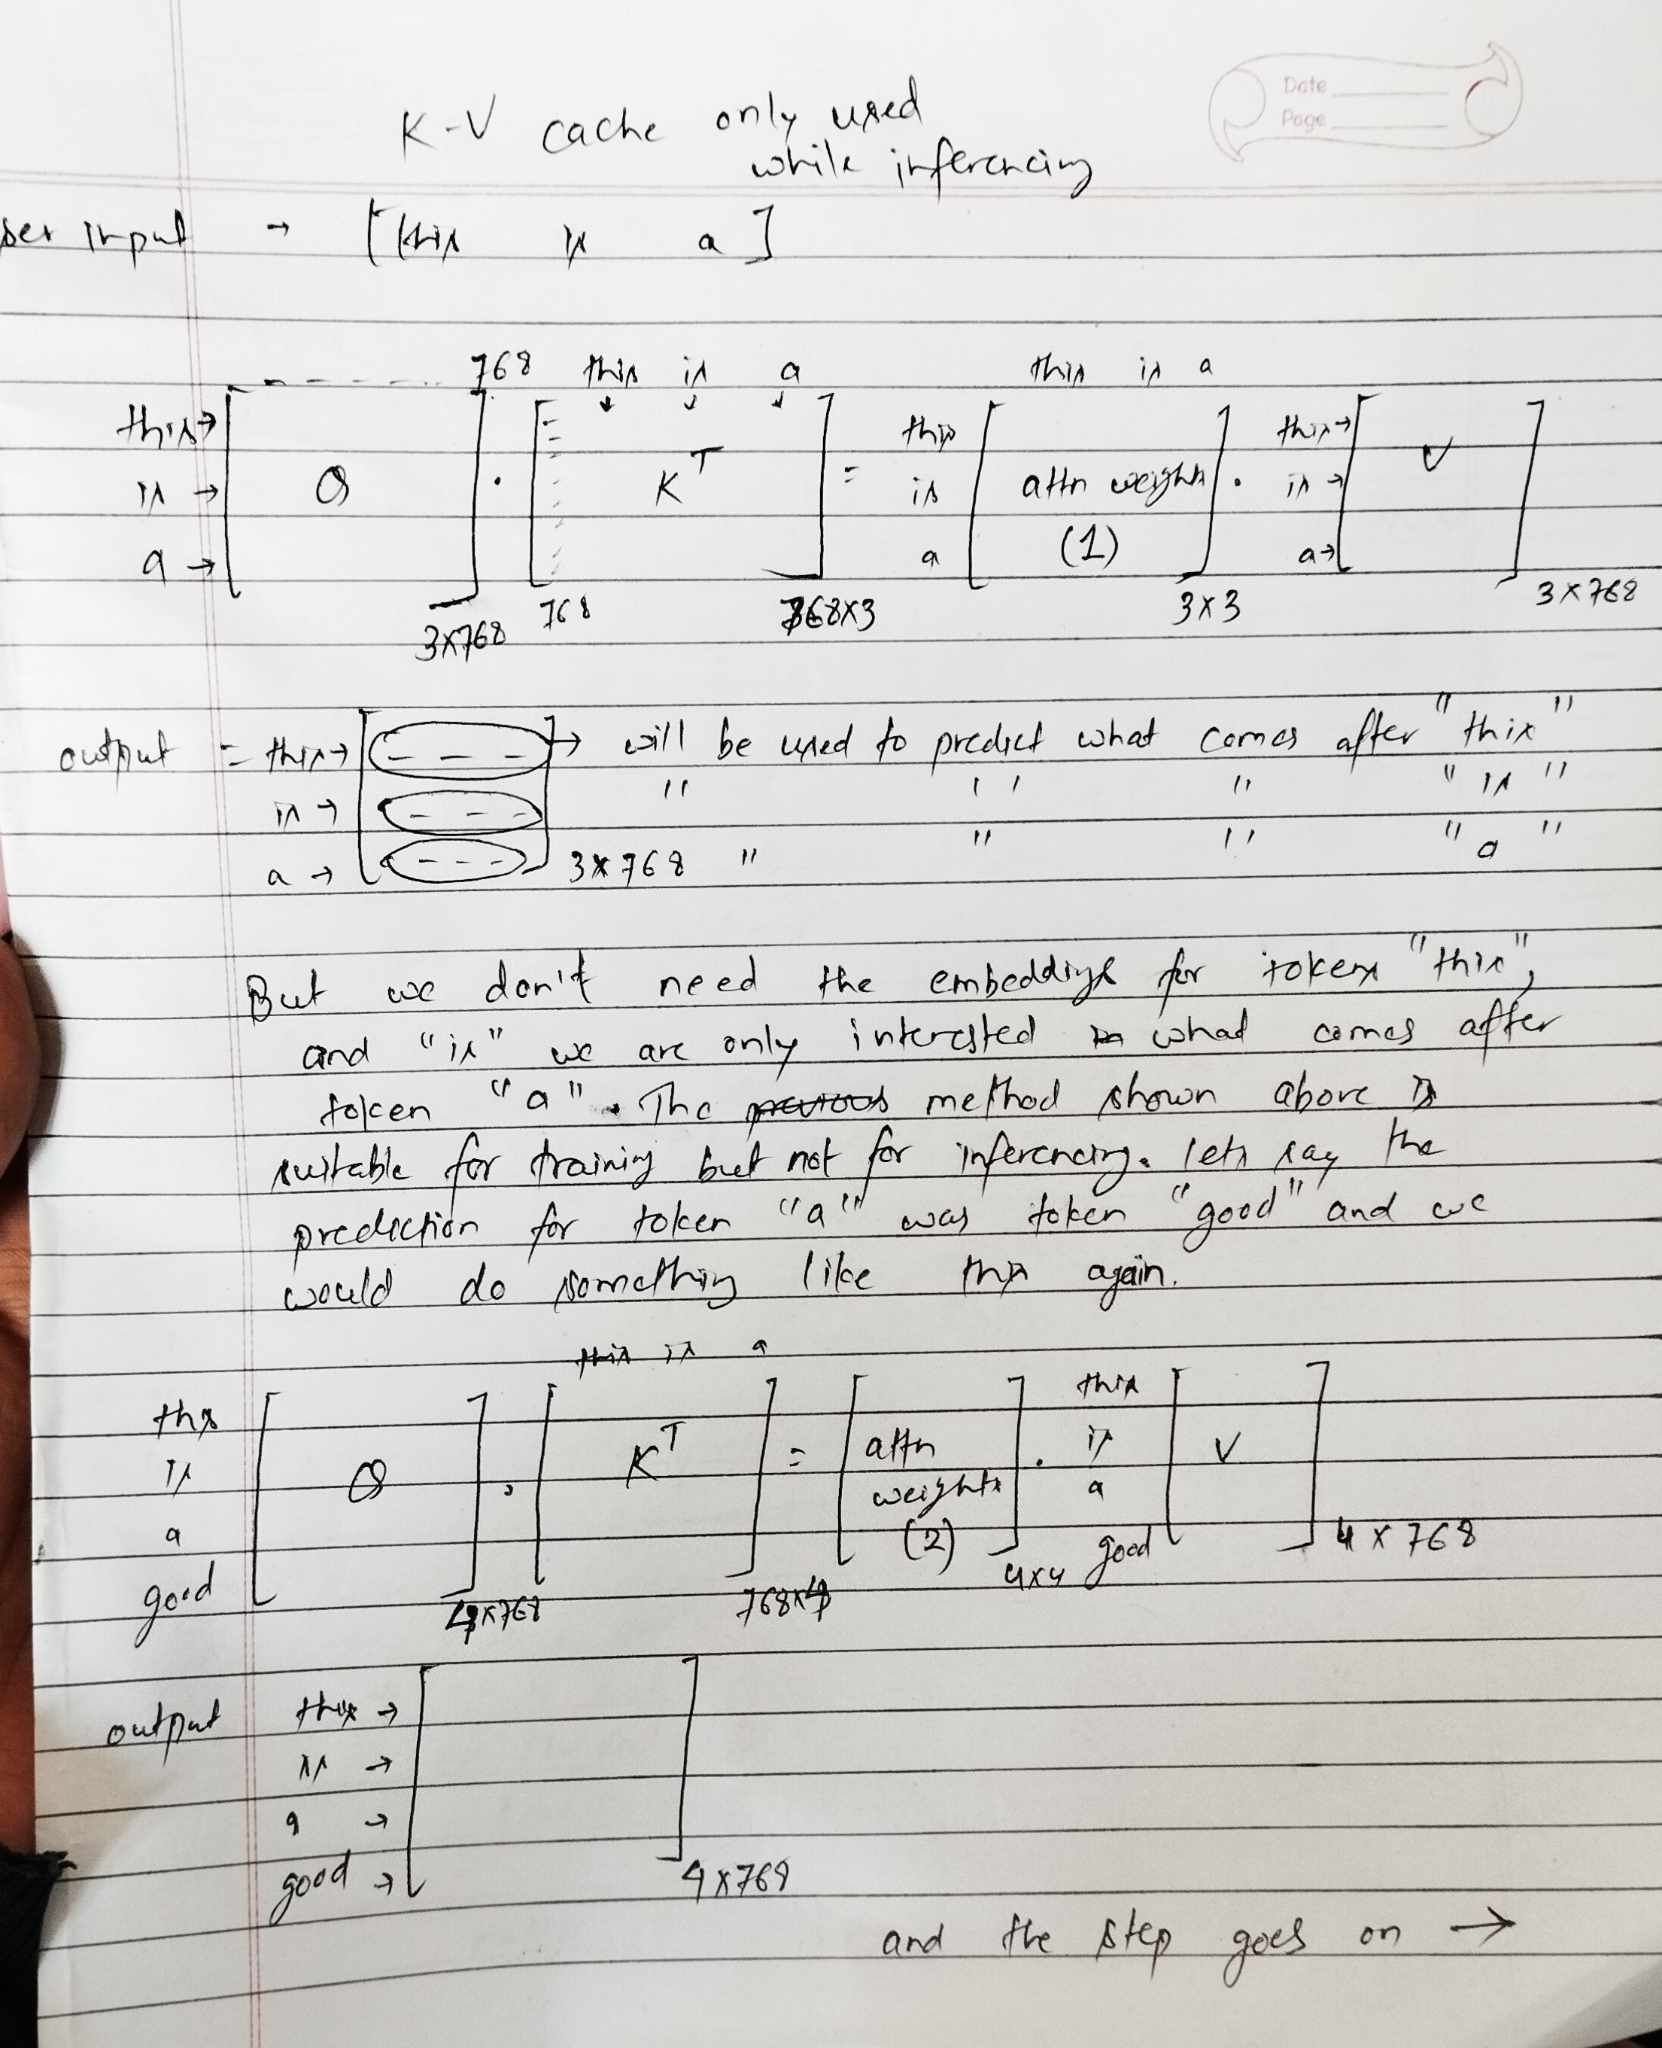 Date
Page
K-V cache only used
while inferencing
ser input → [this is a]
768 this is a this is a
this → this this →
is → Q . K^T = is attn weights . is → V
a → a (1) a →
3x768 768 768x3 3x3 3x768
output = this → - - - → will be used to predict what comes after "this"
is → - - - " " " " "is"
a → - - - 3x768 " " " " "a"
But we don't need the embeddings for tokens "this",
and "is" we are only interested in what comes after
token "a". The method shown above is
suitable for training but not for inferencing. lets say the
prediction for token "a" was token "good" and we
would do something like this again.
this is a
this this
is Q . K^T = attn weights . is V
a (2) a
good 4x768 768x4 4x4 good 4x768
output this →
is →
a →
good → 4x768
and the step goes on →